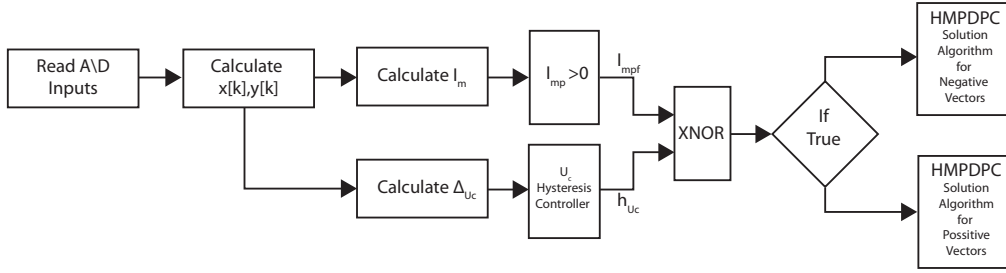 Read A\D
Inputs
Calculate
x[k],y[k]
Calculate I_m
I_mp >0
I_mpf
Calculate Δ_Uc
U_c
Hysteresis
Controller
h_Uc
XNOR
If
True
HMPDPC
Solution
Algorithm
for
Negative
Vectors
HMPDPC
Solution
Algorithm
for
Possitive
Vectors